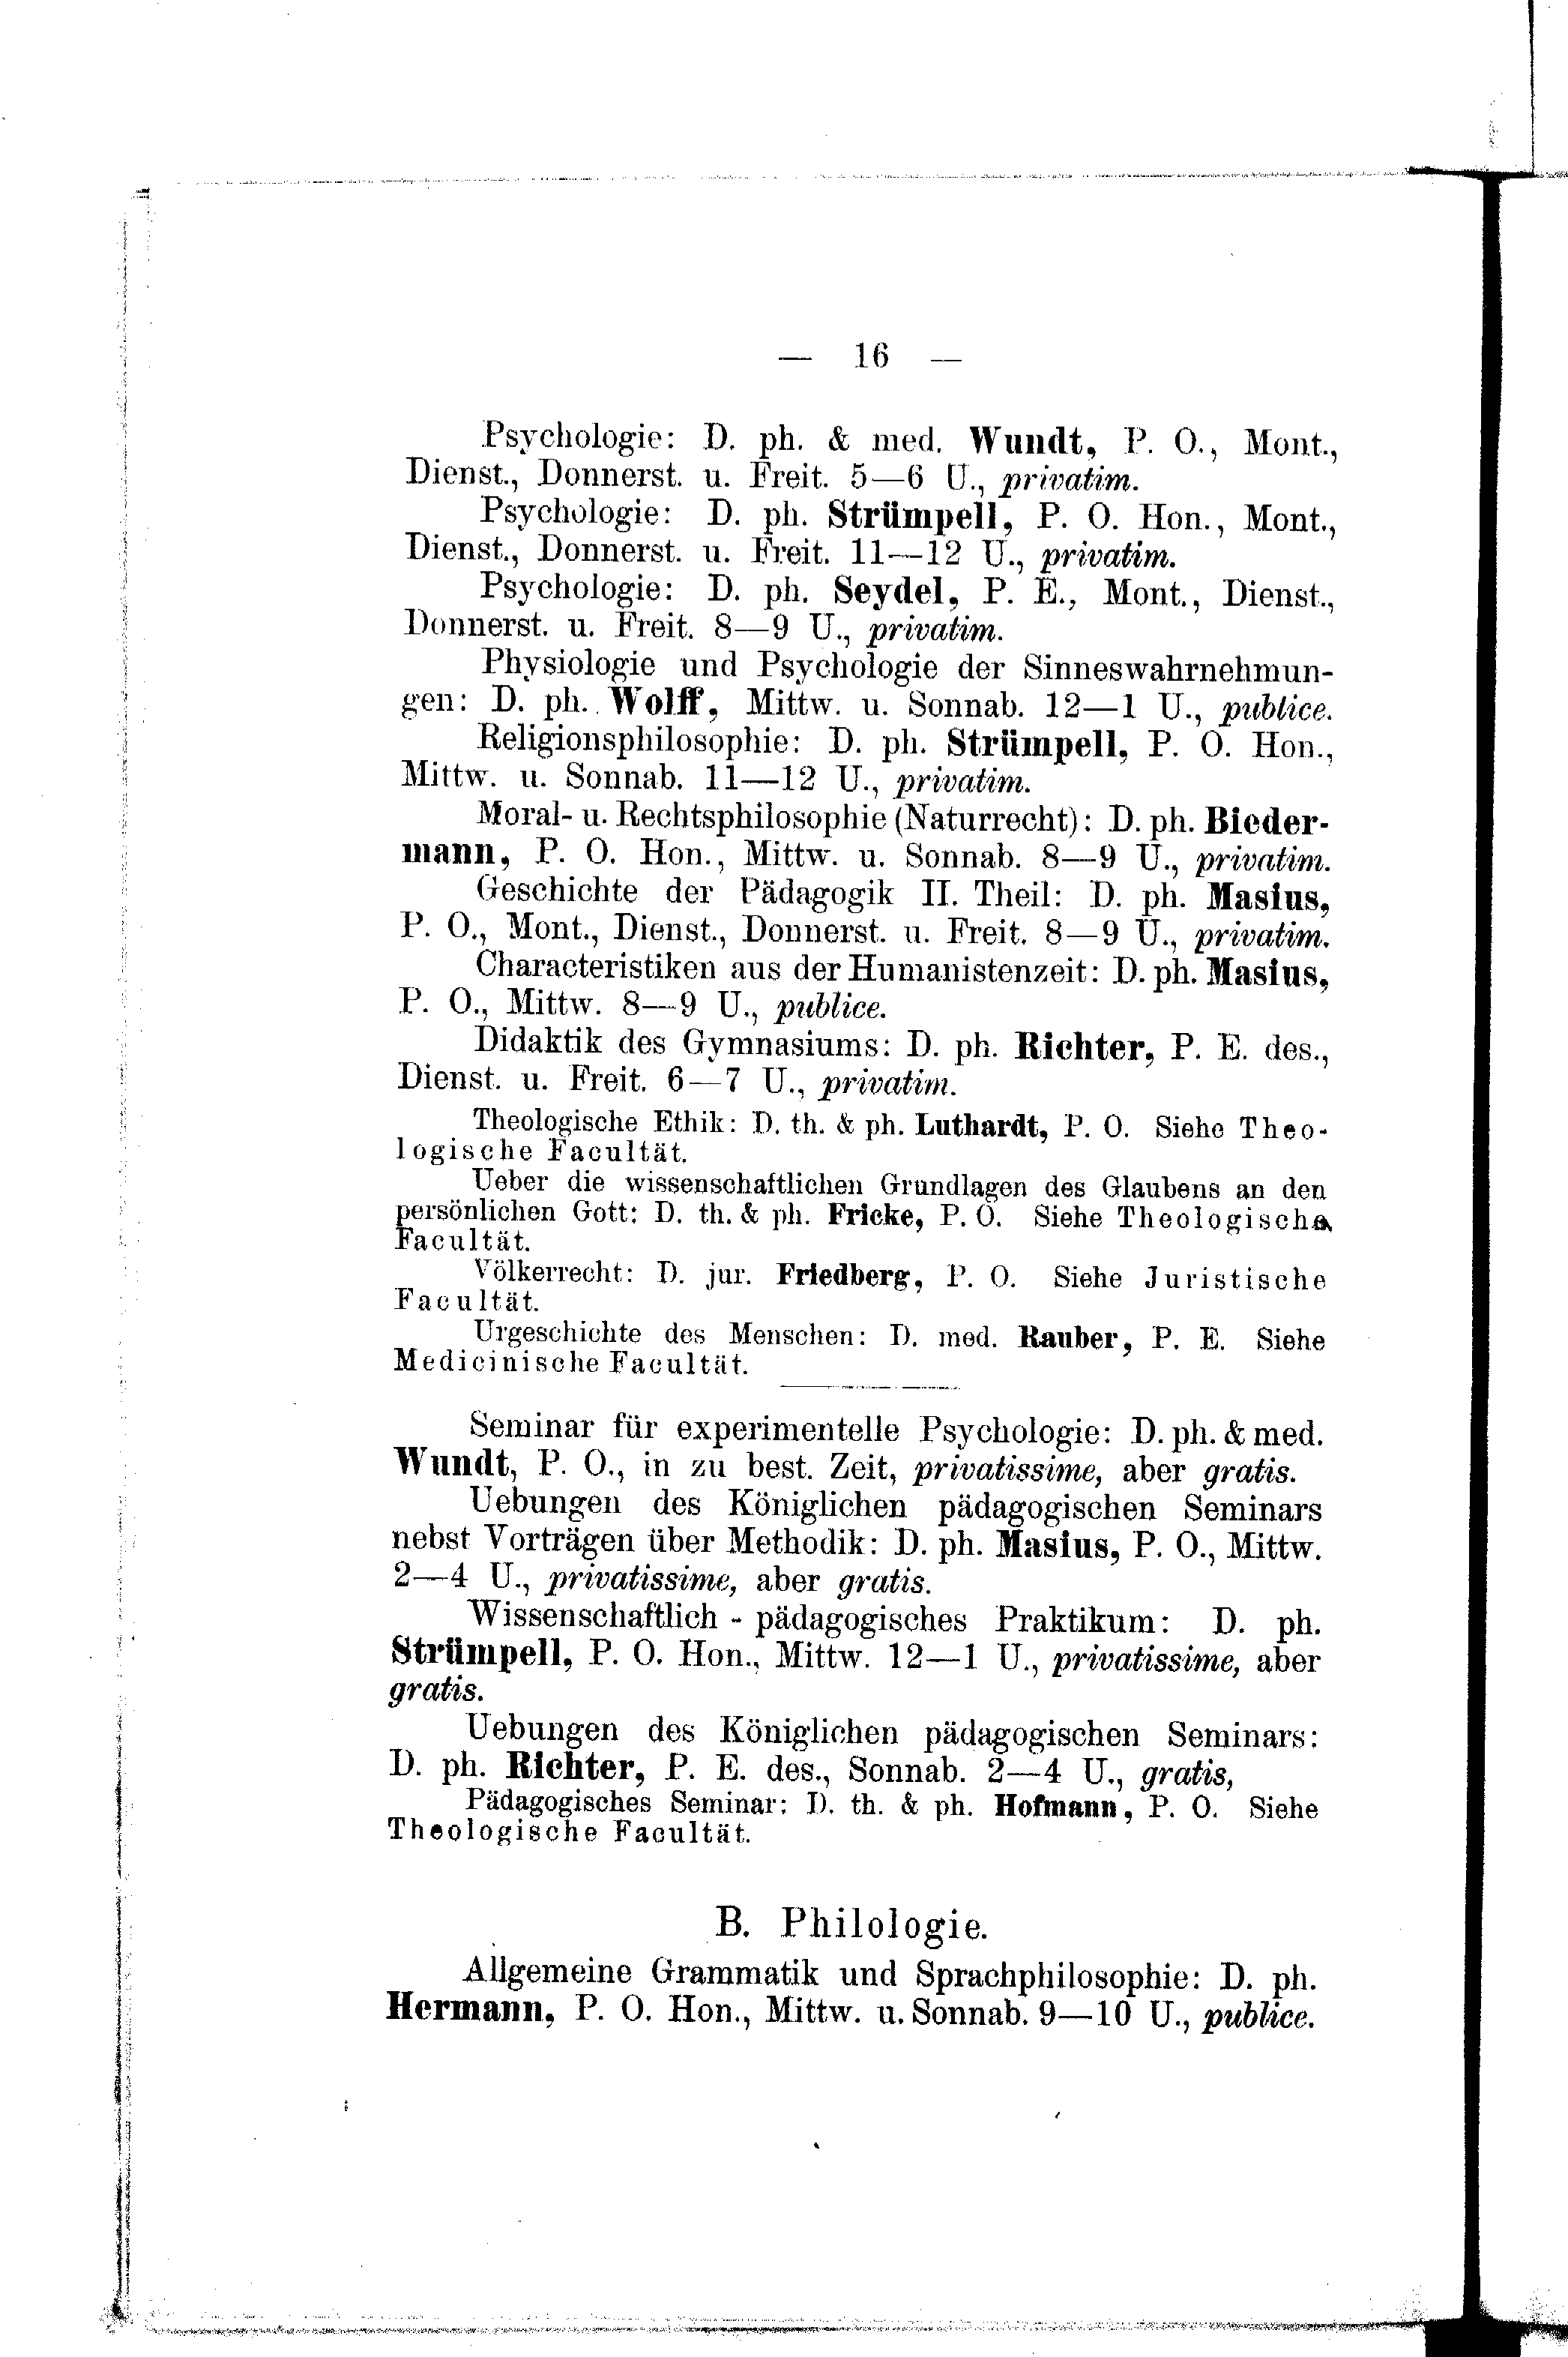 — 16 —
Psychologie: D. ph. & med. Wundt, P. O., Mont.,
Dienst., Donnerst. u. Freit. 5—6 U., privatim.
Psychologie: D. ph. Strümpell, P. O. Hon., Mont.,
Dienst., Donnerst. u. Freit. 11—12 U., privatim.
Psychologie: D. ph. Seydel, P. E., Mont., Dienst.,
Donnerst. u. Freit. 8—9 U., privatim.
Physiologie und Psychologie der Sinneswahrnehmun-
gen: D. ph. Wolff, Mittw. u. Sonnab. 12—1 U., publice.
Religionsphilosophie: D. ph. Strümpell, P. O. Hon.,
Mittw. u. Sonnab. 11—12 U., privatim.
Moral- u. Rechtsphilosophie (Naturrecht): D. ph. Bieder-
mann, P. O. Hon., Mittw. u. Sonnab. 8—9 U., privatim.
Geschichte der Pädagogik II. Theil: D. ph. Masius,
P. O., Mont., Dienst., Donnerst. u. Freit. 8—9 U., privatim.
Characteristiken aus der Humanistenzeit: D. ph. Masius,
P. O., Mittw. 8—9 U., publice.
Didaktik des Gymnasiums: D. ph. Richter, P. E. des.,
Dienst. u. Freit. 6—7 U., privatim.
Theologische Ethik: D. th. & ph. Luthardt, P. O. Siehe Theo-
logische Facultät.
Ueber die wissenschaftlichen Grundlagen des Glaubens an den
persönlichen Gott: D. th. & ph. Fricke, P. O. Siehe Theologische
Facultät.
Völkerrecht: D. jur. Friedberg, P. O. Siehe Juristische
Facultät.
Urgeschichte des Menschen: D. med. Rauber, P. E. Siehe
Medicinische Facultät.
Seminar für experimentelle Psychologie: D. ph. & med.
Wundt, P. O., in zu best. Zeit, privatissime, aber gratis.
Uebungen des Königlichen pädagogischen Seminars
nebst Vorträgen über Methodik: D. ph. Masius, P. O., Mittw.
2—4 U., privatissime, aber gratis.
Wissenschaftlich - pädagogisches Praktikum: D. ph.
Strümpell, P. O. Hon., Mittw. 12—1 U., privatissime, aber
gratis.
Uebungen des Königlichen pädagogischen Seminars:
D. ph. Richter, P. E. des., Sonnab. 2—4 U., gratis,
Pädagogisches Seminar: D. th. & ph. Hofmann, P. O. Siehe
Theologische Facultät.
B. Philologie.
Allgemeine Grammatik und Sprachphilosophie: D. ph.
Hermann, P. O. Hon., Mittw. u. Sonnab. 9—10 U., publice.